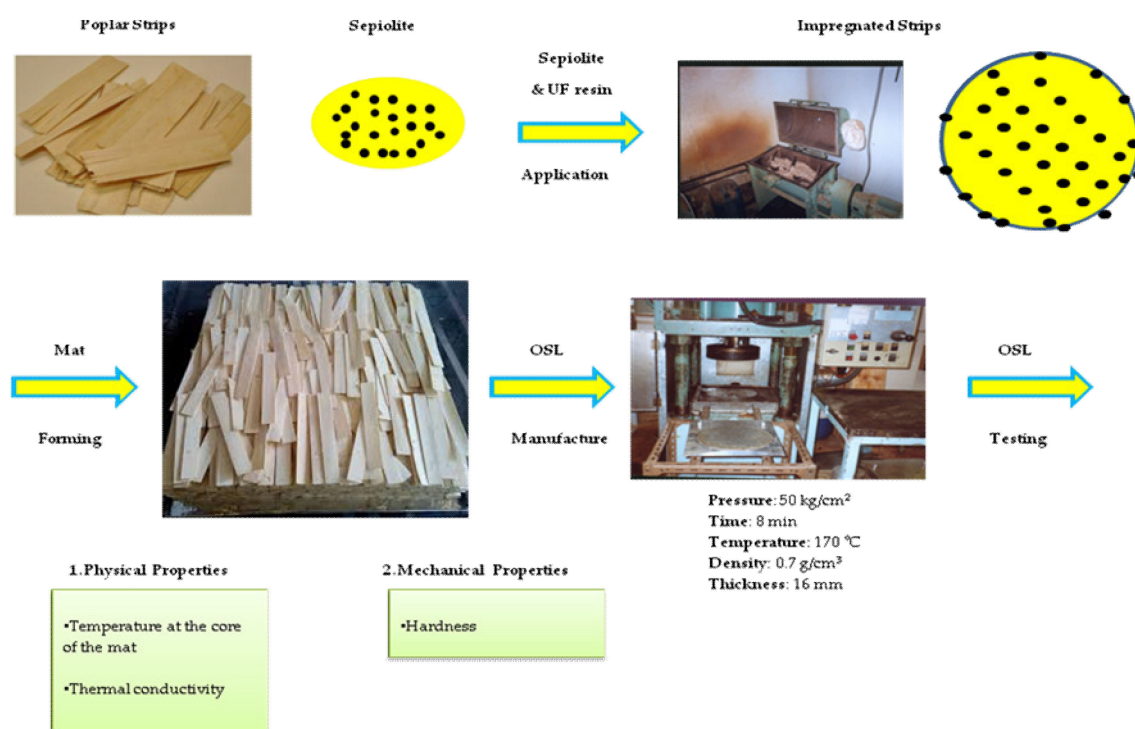 Poplar Strips
Sepiolite
Impregnated Strips
Sepiolite
& UF resin
Application
Mat
Forming
OSL
Manufacture
OSL
Testing
Pressure: 50 kg/cm²
Time: 8 min
Temperature: 170 °C
Density: 0.7 g/cm³
Thickness: 16 mm
1.Physical Properties
▪Temperature at the core
of the mat
▪Thermal conductivity
2.Mechanical Properties
▪Hardness